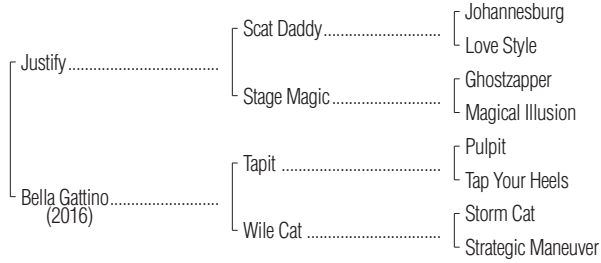 Johannesburg
Scat Daddy
Love Style
Justify
Ghostzapper
Stage Magic
Magical Illusion
Pulpit
Tapit
Tap Your Heels
Bella Gattino
(2016)
Storm Cat
Wile Cat
Strategic Maneuver